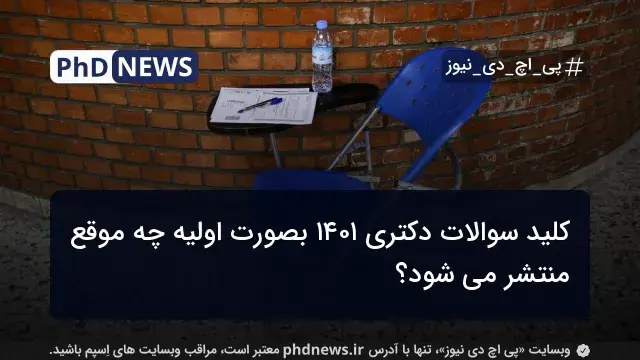 PhD NEWS
#پی_اچ_دی_نیوز
کلید سوالات دکتری ۱۴۰۱ بصورت اولیه چه موقع
منتشر می شود؟
وبسایت «پی اچ دی نیوز»، تنها با آدرس phdnews.ir معتبر است، مراقب وبسایت های اِسپم باشید.